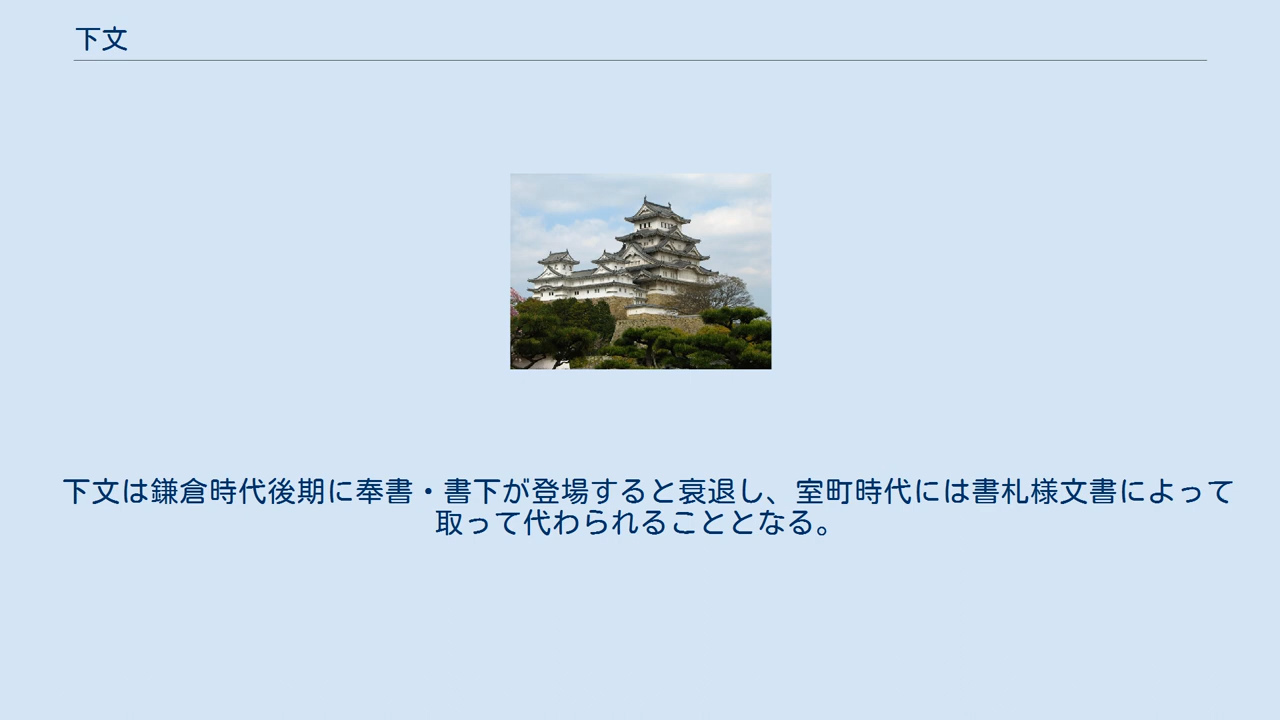 下文
下文は鎌倉時代後期に奉書・書下が登場すると衰退し、室町時代には書札様文書によって
取って代わられることとなる。